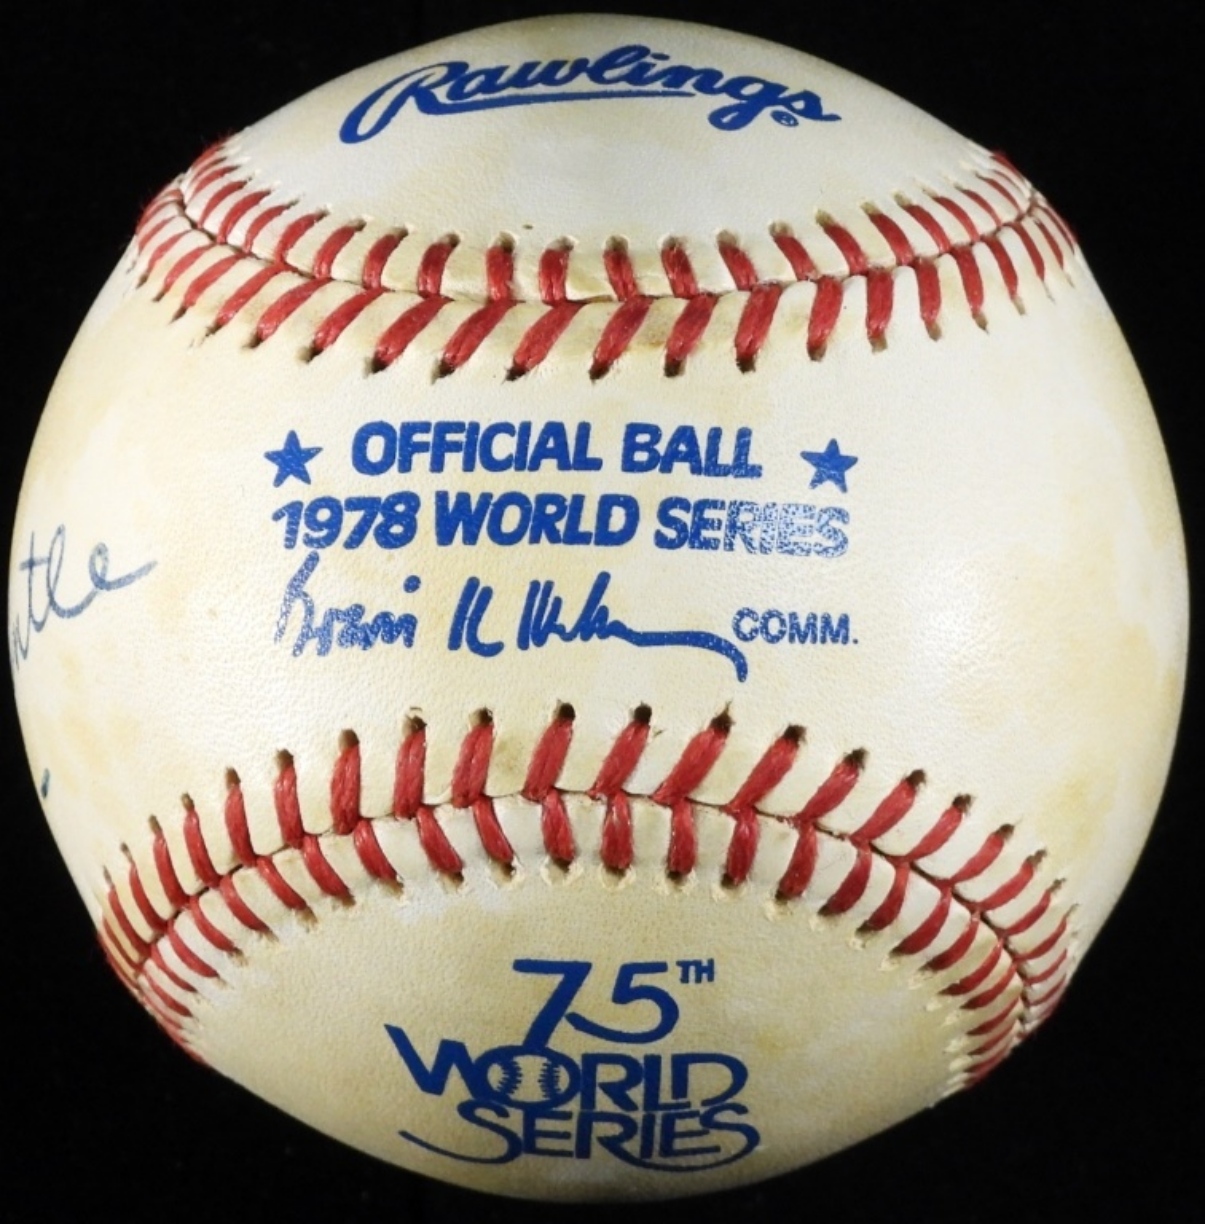 Rawlings®
OFFICIAL BALL
1978 WORLD SERIES
COMM.
75TH
WORLD
SERIES